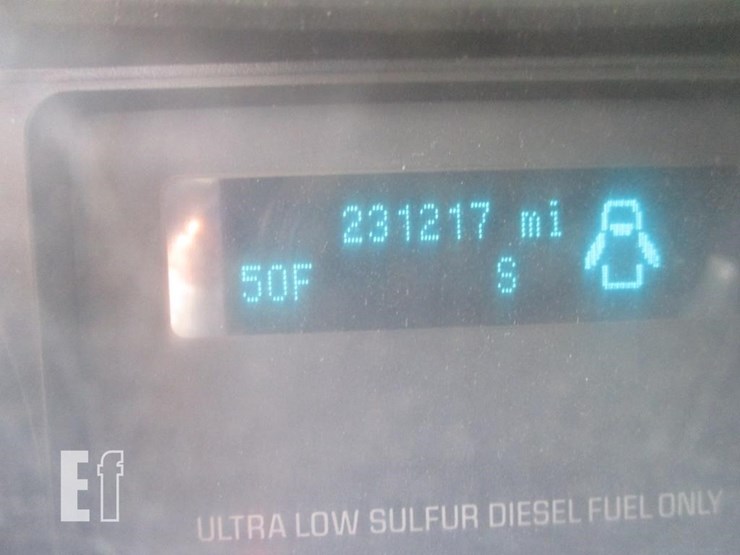 231217 mi
50F S
Ef
ULTRA LOW SULFUR DIESEL FUEL ONLY